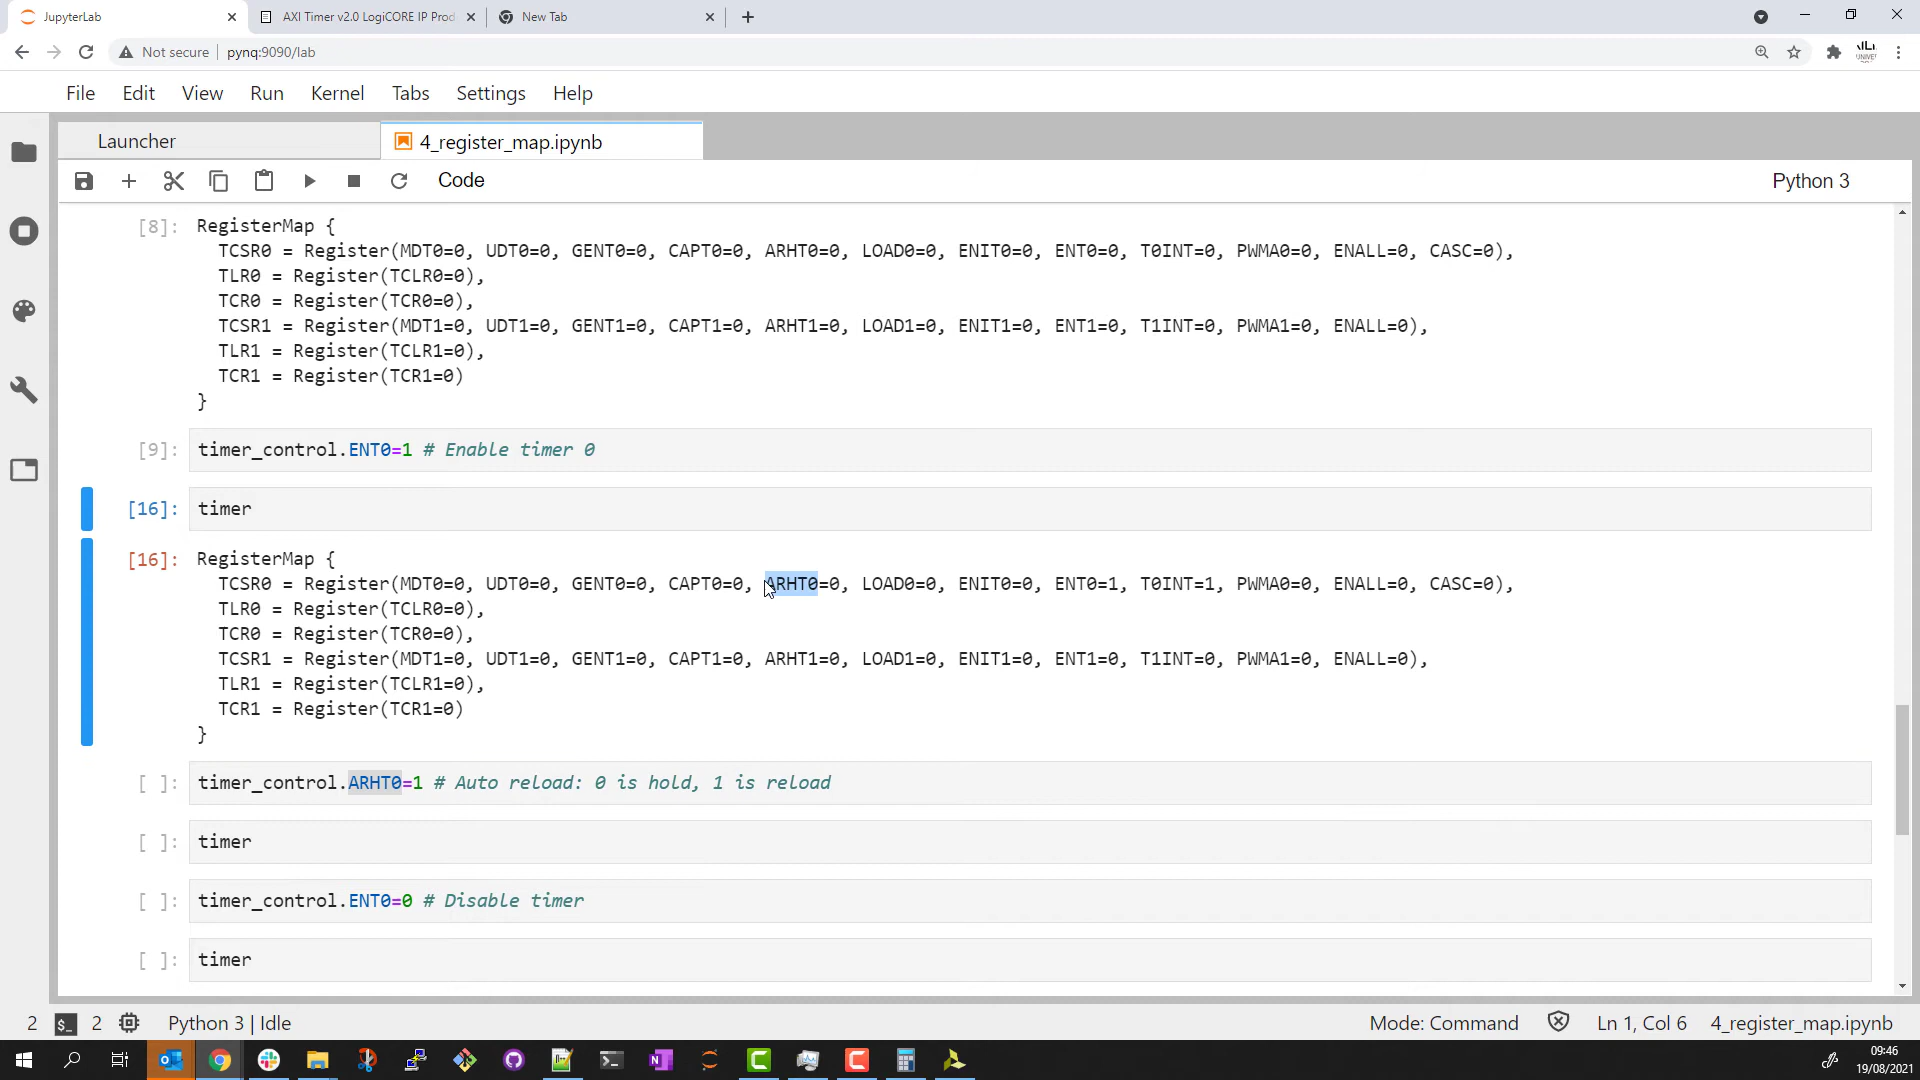 JupyterLab
AXI Timer v2.0 LogiCORE IP Prod
New Tab
Not secure
pynq:9090/lab
File Edit View Run Kernel Tabs Settings Help
Launcher
4_register_map.ipynb
Code
Python 3
[8]: RegisterMap {
TCSR0 = Register(MDT0=0, UDT0=0, GENT0=0, CAPT0=0, ARHT0=0, LOAD0=0, ENIT0=0, ENT0=0, T0INT=0, PWMA0=0, ENALL=0, CASC=0),
TLR0 = Register(TCLR0=0),
TCR0 = Register(TCR0=0),
TCSR1 = Register(MDT1=0, UDT1=0, GENT1=0, CAPT1=0, ARHT1=0, LOAD1=0, ENIT1=0, ENT1=0, T1INT=0, PWMA1=0, ENALL=0),
TLR1 = Register(TCLR1=0),
TCR1 = Register(TCR1=0)
}
[9]: timer_control.ENT0=1 # Enable timer 0
[16]: timer
[16]: RegisterMap {
TCSR0 = Register(MDT0=0, UDT0=0, GENT0=0, CAPT0=0, ARHT0=0, LOAD0=0, ENIT0=0, ENT0=1, T0INT=1, PWMA0=0, ENALL=0, CASC=0),
TLR0 = Register(TCLR0=0),
TCR0 = Register(TCR0=0),
TCSR1 = Register(MDT1=0, UDT1=0, GENT1=0, CAPT1=0, ARHT1=0, LOAD1=0, ENIT1=0, ENT1=0, T1INT=0, PWMA1=0, ENALL=0),
TLR1 = Register(TCLR1=0),
TCR1 = Register(TCR1=0)
}
[ ]: timer_control.ARHT0=1 # Auto reload: 0 is hold, 1 is reload
[ ]: timer
[ ]: timer_control.ENT0=0 # Disable timer
[ ]: timer
2
2
Python 3 | Idle
Mode: Command
Ln 1, Col 6
4_register_map.ipynb
09:46
19/08/2021